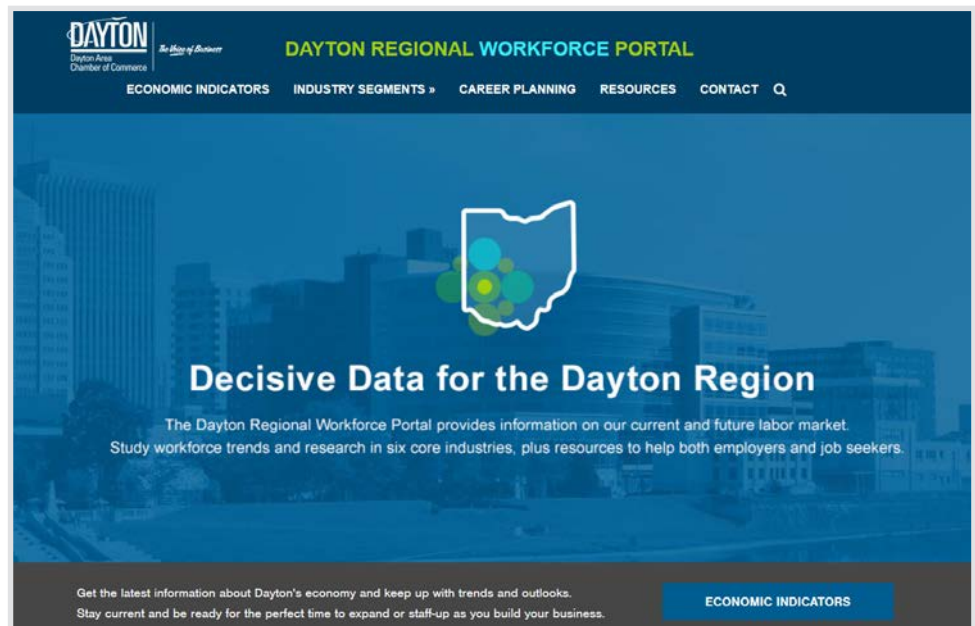 DAYTON
Dayton Area
Chamber of Commerce
The Voice of Business
DAYTON REGIONAL WORKFORCE PORTAL
ECONOMIC INDICATORS INDUSTRY SEGMENTS » CAREER PLANNING RESOURCES CONTACT
Decisive Data for the Dayton Region
The Dayton Regional Workforce Portal provides information on our current and future labor market.
Study workforce trends and research in six core industries, plus resources to help both employers and job seekers.
Get the latest information about Dayton's economy and keep up with trends and outlooks.
Stay current and be ready for the perfect time to expand or staff-up as you build your business.
ECONOMIC INDICATORS